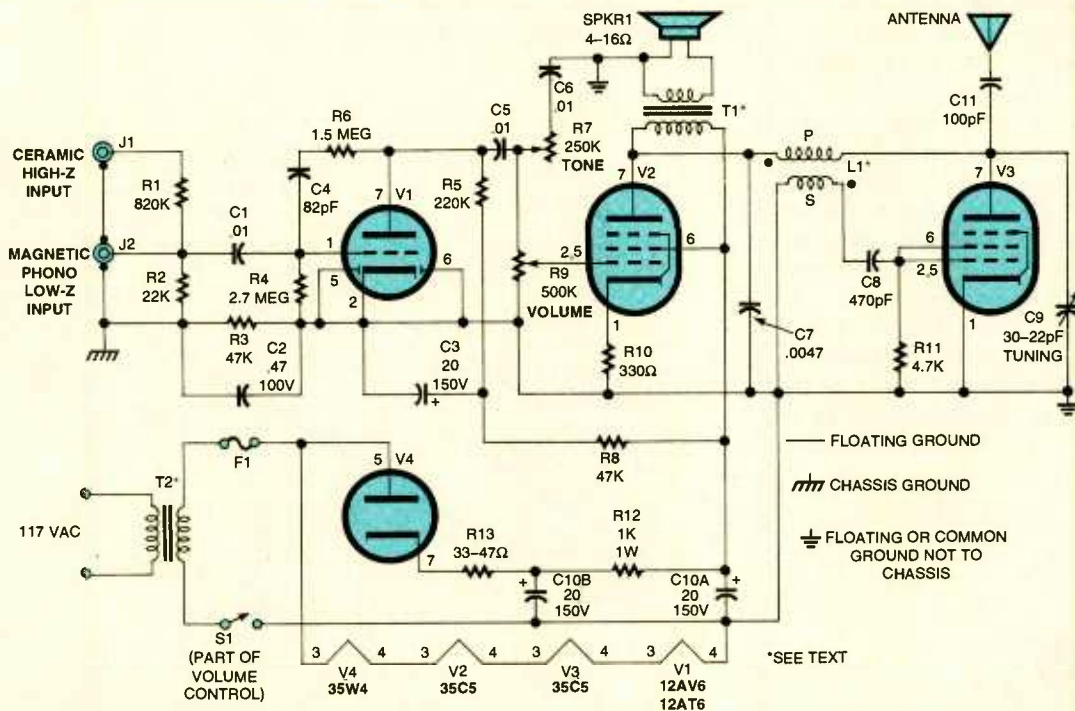 SPKR1
4–16Ω
ANTENNA
C11
100pF
C6
.01
T1*
R7
250K
TONE
C5
.01
R6
1.5 MEG
J1
CERAMIC
HIGH-Z
INPUT
R1
820K
C4
82pF
7 V1
R5
220K
7 V2
P
L1*
S
7 V3
C1
.01
J2
MAGNETIC
PHONO
LOW-Z
INPUT
1
5
2
6
R2
22K
R4
2.7 MEG
2,5
6
R9
500K
VOLUME
1
C8
470pF
6
2,5
1
C9
30–22pF
TUNING
R3
47K
C2
.47
100V
C3
20
150V
+
R10
330Ω
C7
.0047
R11
4.7K
R8
47K
FLOATING GROUND
CHASSIS GROUND
FLOATING OR COMMON
GROUND NOT TO
CHASSIS
F1
5 V4
7
T2*
117 VAC
R13
33–47Ω
R12
1K
1W
+
C10B
20
150V
C10A
20
150V
+
S1
(PART OF
VOLUME
CONTROL)
3 4 3 4 3 4 3 4
V4
35W4
V2
35C5
V3
35C5
V1
12AV6
12AT6
*SEE TEXT